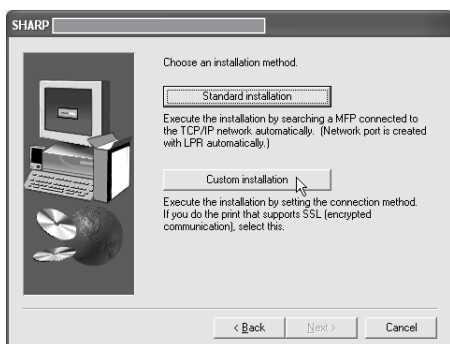 SHARP
Choose an installation method.
Standard installation
Execute the installation by searching a MFP connected to
the TCP/IP network automatically. (Network port is created
with LPR automatically.)
Custom installation
Execute the installation by setting the connection method.
If you do the print that supports SSL (encrypted
communication), select this.
< Back Next > Cancel